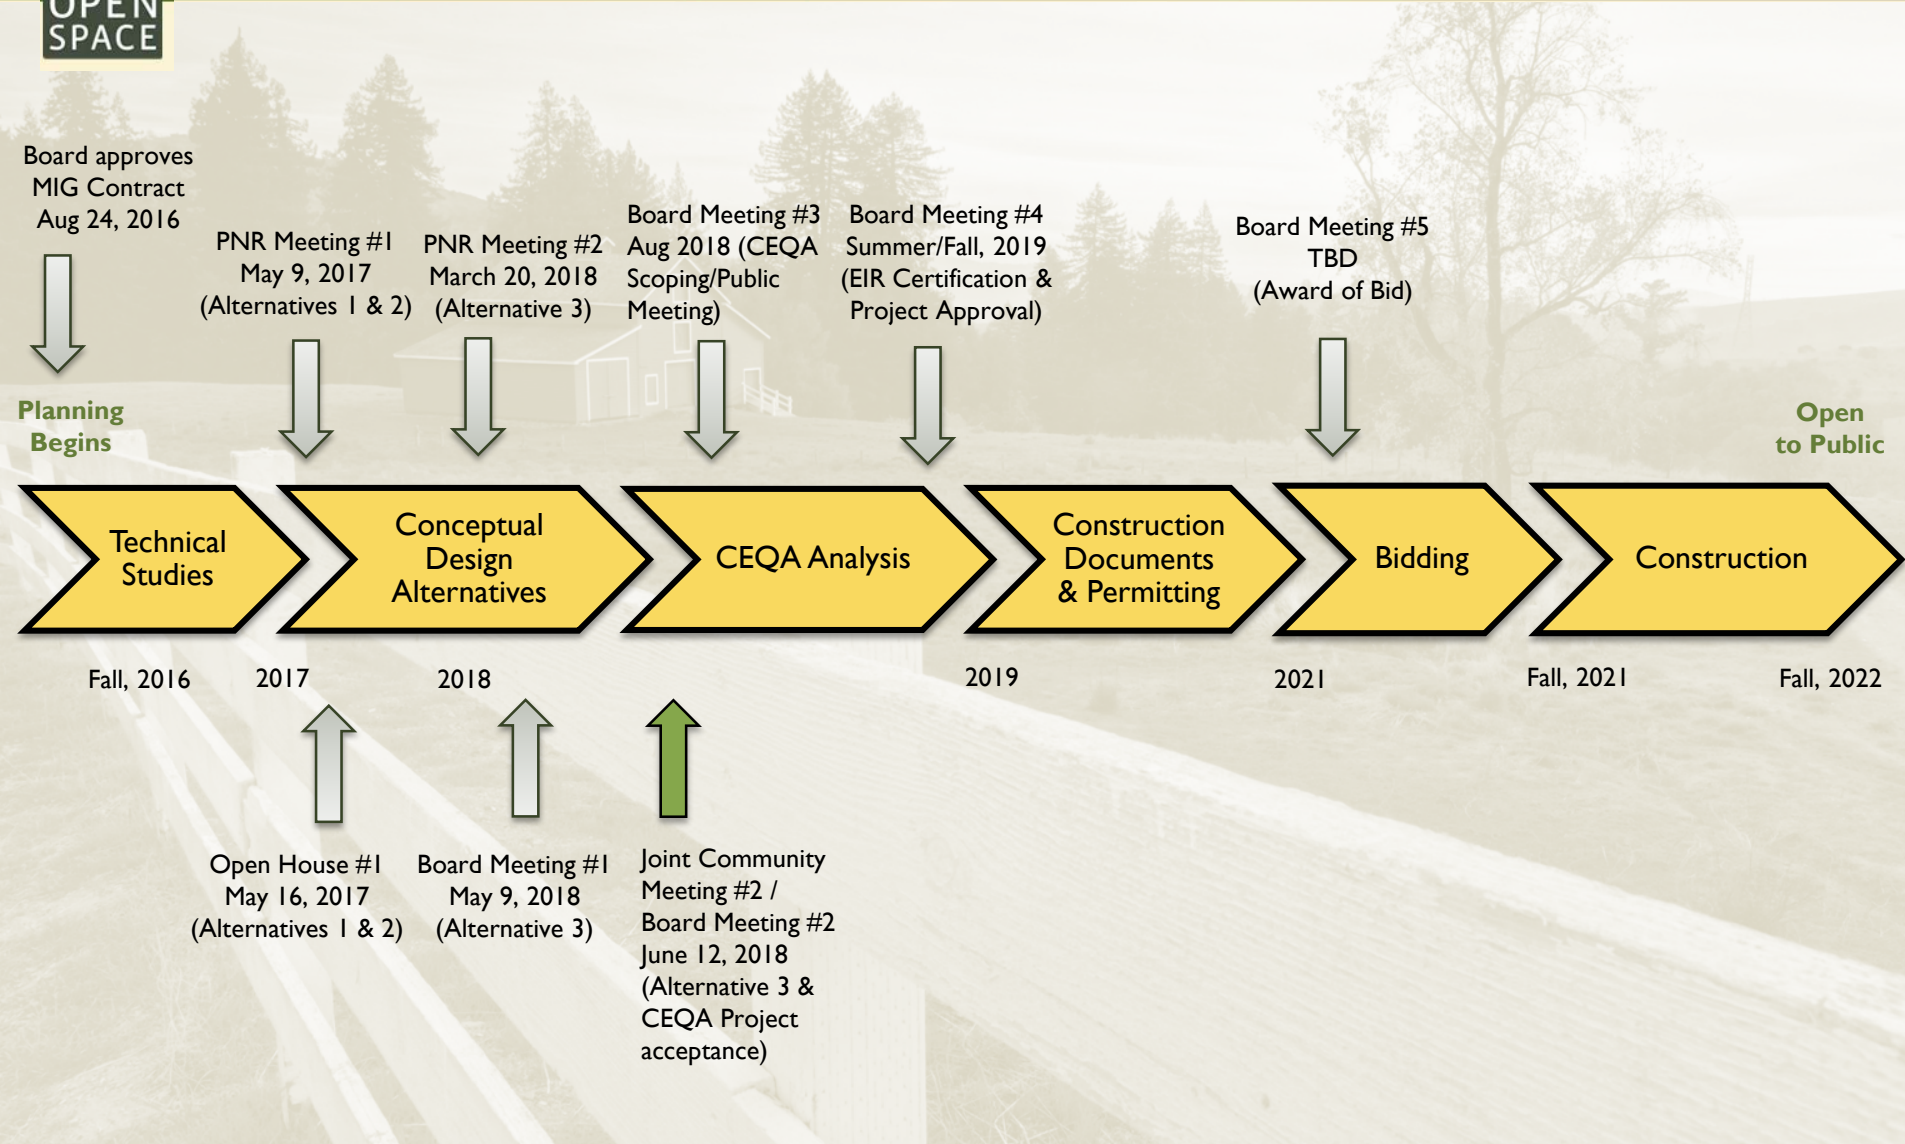 OPEN
SPACE
Board approves
MIG Contract
Aug 24, 2016
PNR Meeting #1
May 9, 2017
(Alternatives 1 & 2)
PNR Meeting #2
March 20, 2018
(Alternative 3)
Board Meeting #3
Aug 2018 (CEQA
Scoping/Public
Meeting)
Board Meeting #4
Summer/Fall, 2019
(EIR Certification &
Project Approval)
Board Meeting #5
TBD
(Award of Bid)
Planning
Begins
Open
to Public
Technical
Studies
Conceptual
Design
Alternatives
CEQA Analysis
Construction
Documents
& Permitting
Bidding
Construction
Fall, 2016
2017
2018
2019
2021
Fall, 2021
Fall, 2022
Open House #1
May 16, 2017
(Alternatives 1 & 2)
Board Meeting #1
May 9, 2018
(Alternative 3)
Joint Community
Meeting #2 /
Board Meeting #2
June 12, 2018
(Alternative 3 &
CEQA Project
acceptance)